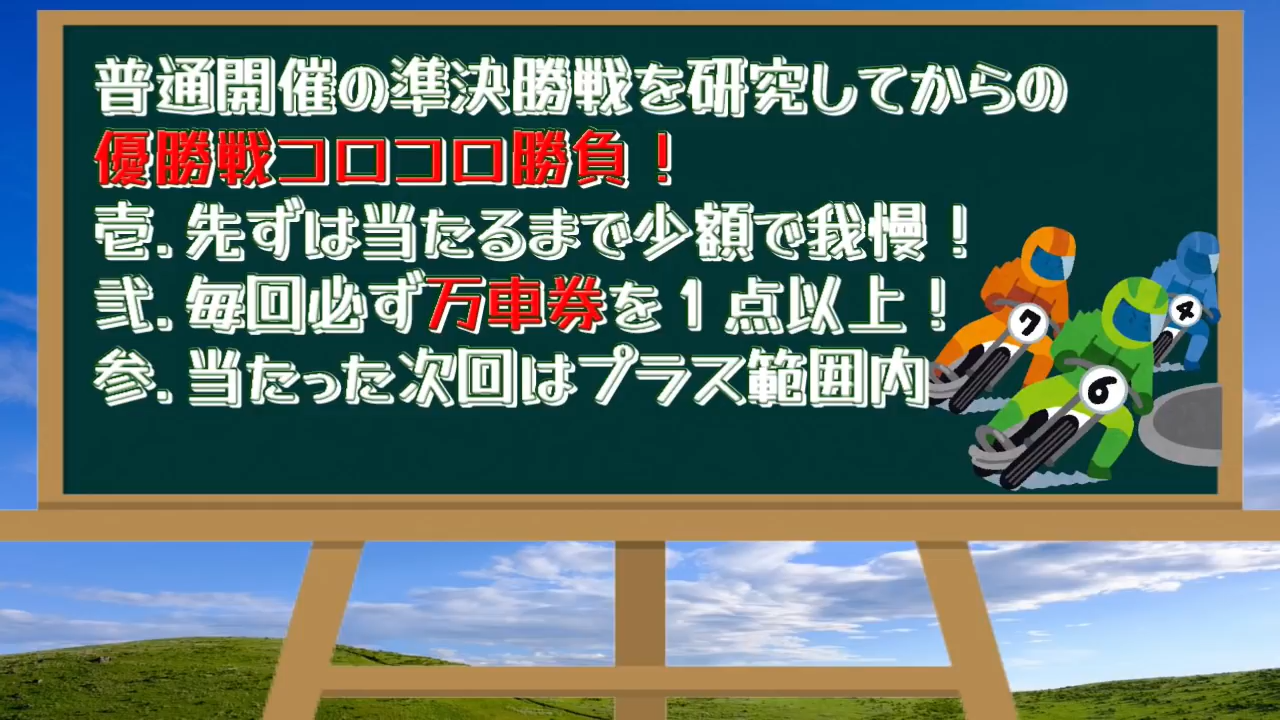 普通開催の準決勝戦を研究してからの
優勝戦コロコロ勝負！
壱．先ずは当たるまで少額で我慢！
弐．毎回必ず万車券を１点以上！
参．当たった次回はプラス範囲内
7
6
4